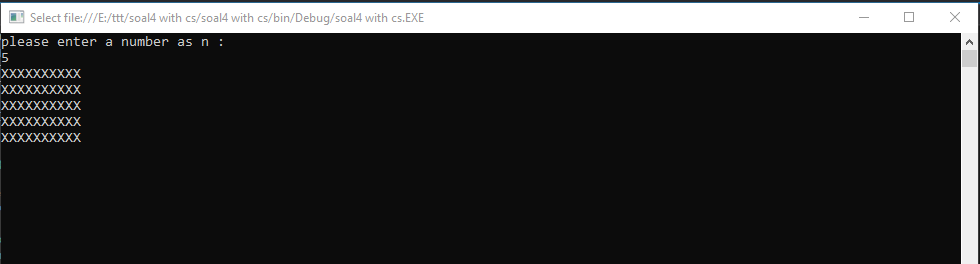 Select file:///E:/ttt/soal4 with cs/soal4 with cs/bin/Debug/soal4 with cs.EXE
please enter a number as n :
5
XXXXXXXXXX
XXXXXXXXXX
XXXXXXXXXX
XXXXXXXXXX
XXXXXXXXXX